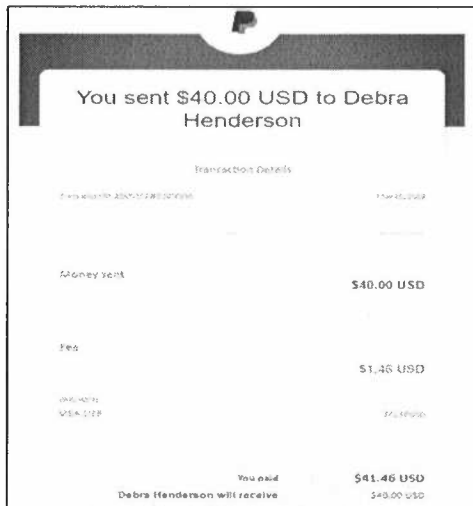 You sent $40.00 USD to Debra
Henderson
Transaction Details
Money sent
$40.00 USD
Fee
$1.46 USD
You paid $41.46 USD
Debra Henderson will receive $40.00 USD